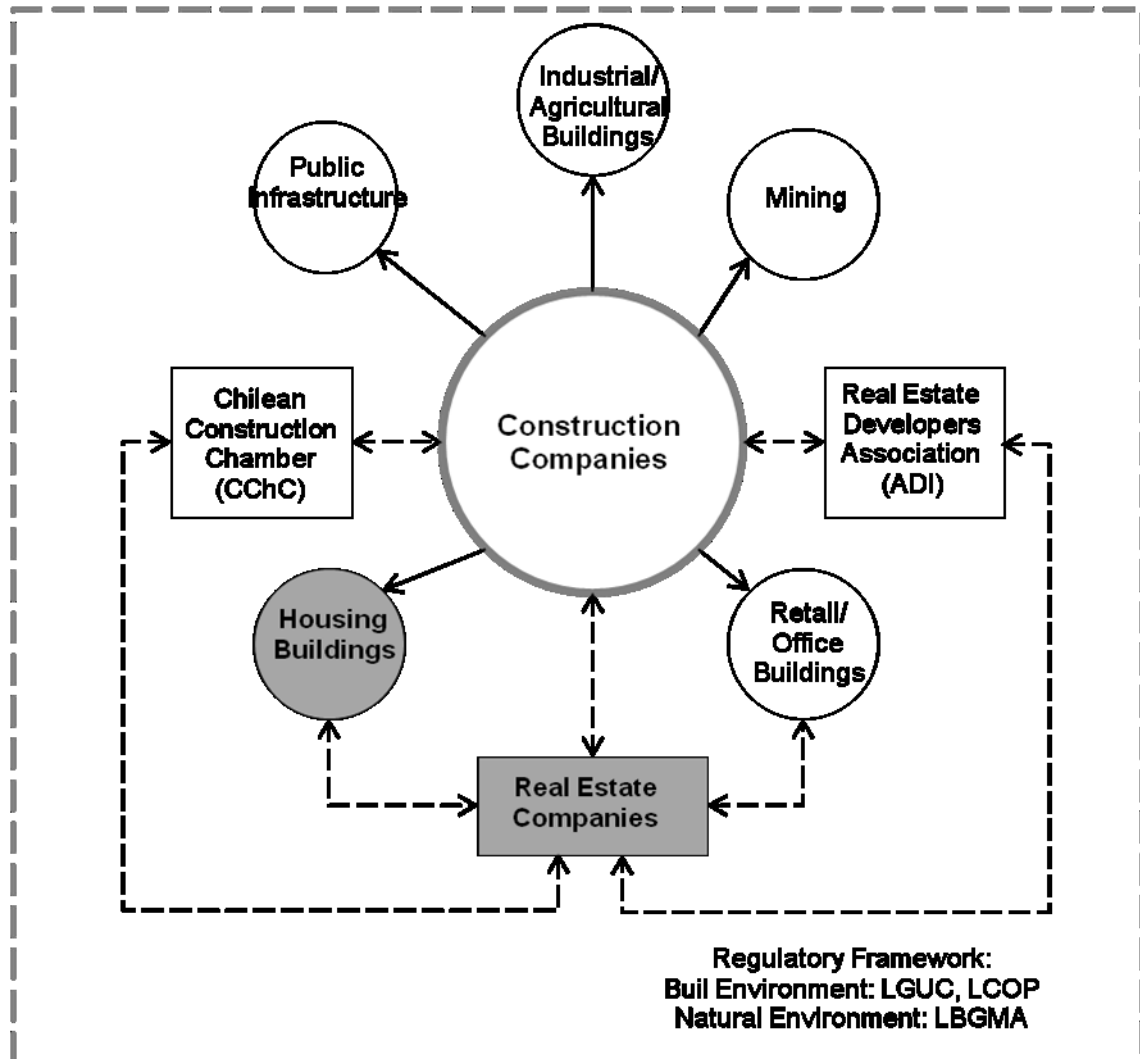 Industrial/
Agricultural
Buildings
Public
Infrastructure
Mining
Chilean
Construction
Chamber
(CChC)
Construction
Companies
Real Estate
Developers
Association
(ADI)
Housing
Buildings
Retail/
Office
Buildings
Real Estate
Companies
Regulatory Framework:
Buil Environment: LGUC, LCOP
Natural Environment: LBGMA